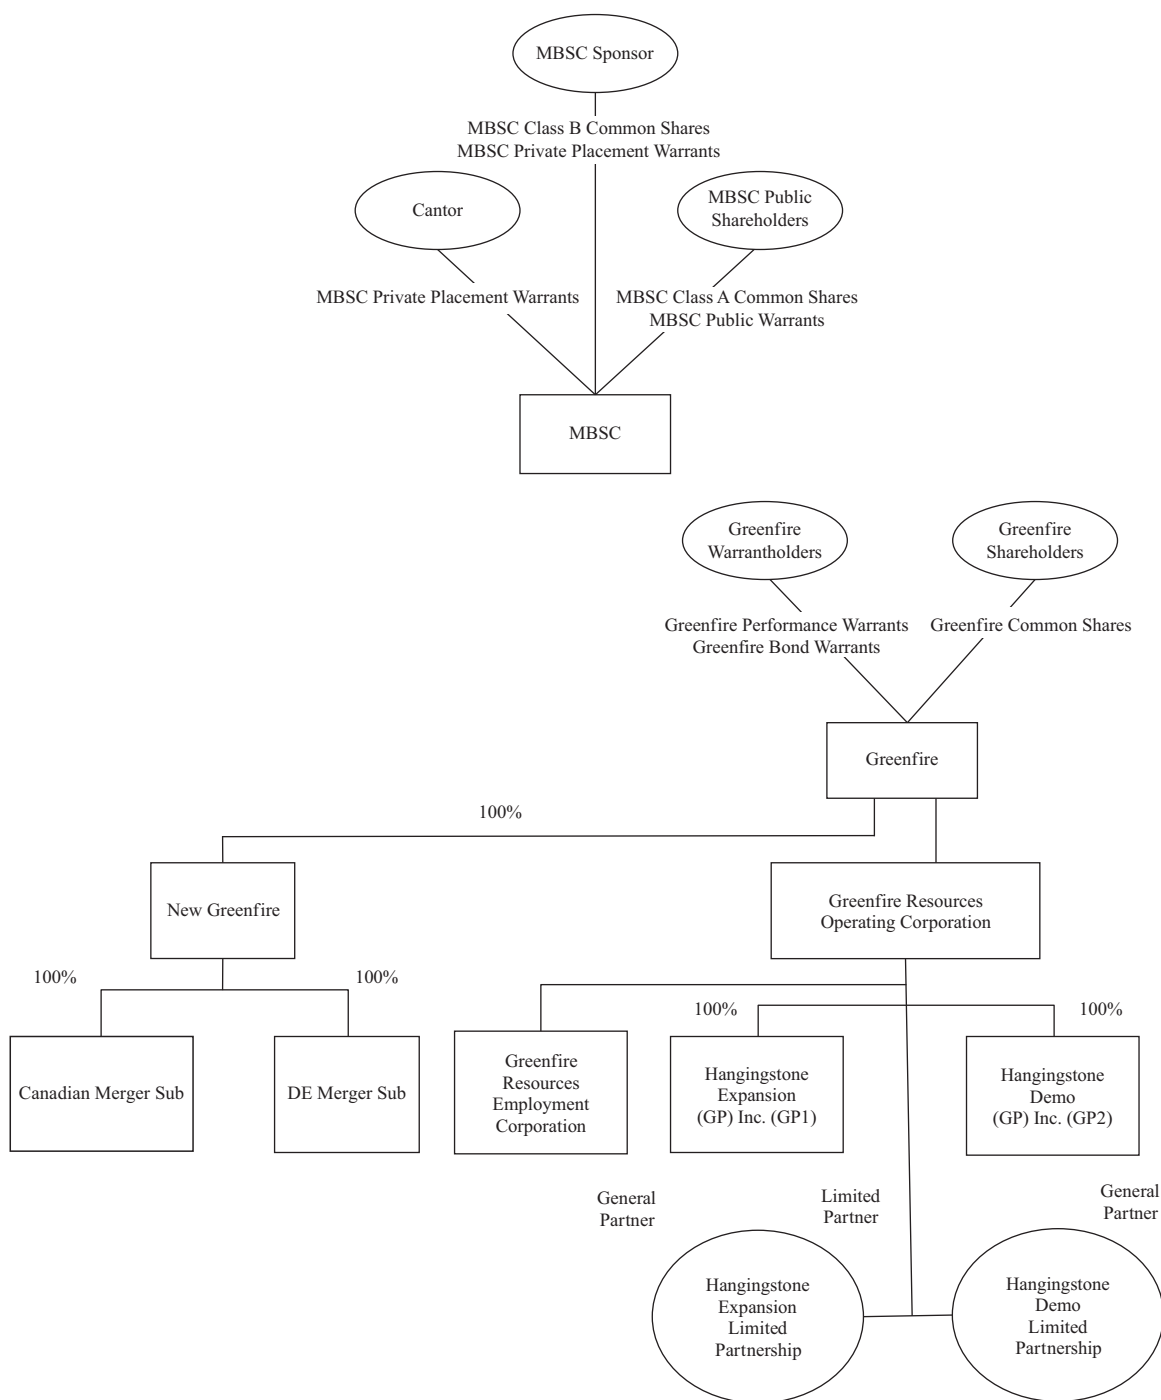 MBSC Sponsor
MBSC Class B Common Shares
MBSC Private Placement Warrants
Cantor
MBSC Public
Shareholders
MBSC Private Placement Warrants
MBSC Class A Common Shares
MBSC Public Warrants
MBSC
Greenfire
Warrantholders
Greenfire
Shareholders
Greenfire Performance Warrants
Greenfire Bond Warrants
Greenfire Common Shares
Greenfire
100%
New Greenfire
Greenfire Resources
Operating Corporation
100%
100%
100%
100%
Canadian Merger Sub
DE Merger Sub
Greenfire
Resources
Employment
Corporation
Hangingstone
Expansion
(GP) Inc. (GP1)
Hangingstone
Demo
(GP) Inc. (GP2)
General
Partner
Limited
Partner
General
Partner
Hangingstone
Expansion
Limited
Partnership
Hangingstone
Demo
Limited
Partnership